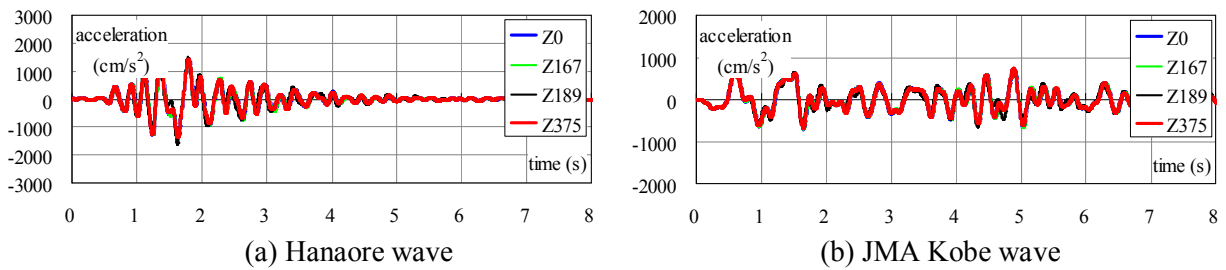 3000
2000
1000
0
-1000
-2000
-3000
acceleration
(cm/s²)
Z0
Z167
Z189
Z375
time (s)
0 1 2 3 4 5 6 7 8
(a) Hanaore wave
2000
1000
0
-1000
-2000
acceleration
(cm/s²)
Z0
Z167
Z189
Z375
time (s)
0 1 2 3 4 5 6 7 8
(b) JMA Kobe wave